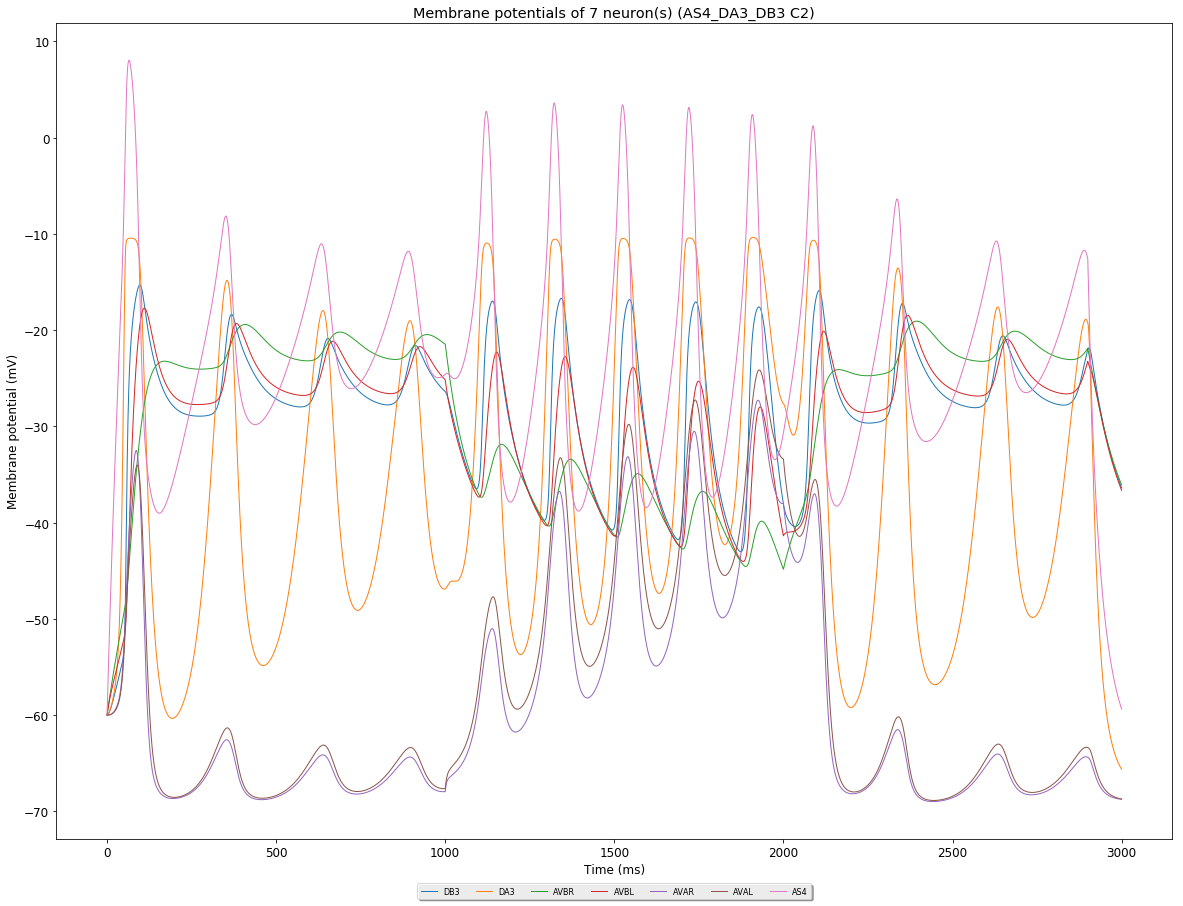 Membrane potentials of 7 neuron(s) (AS4_DA3_DB3 C2)
10
0
−10
−20
−30
−40
−50
−60
−70
Membrane potential (mV)
0 500 1000 1500 2000 2500 3000
Time (ms)
DB3 DA3 AVBR AVBL AVAR AVAL AS4